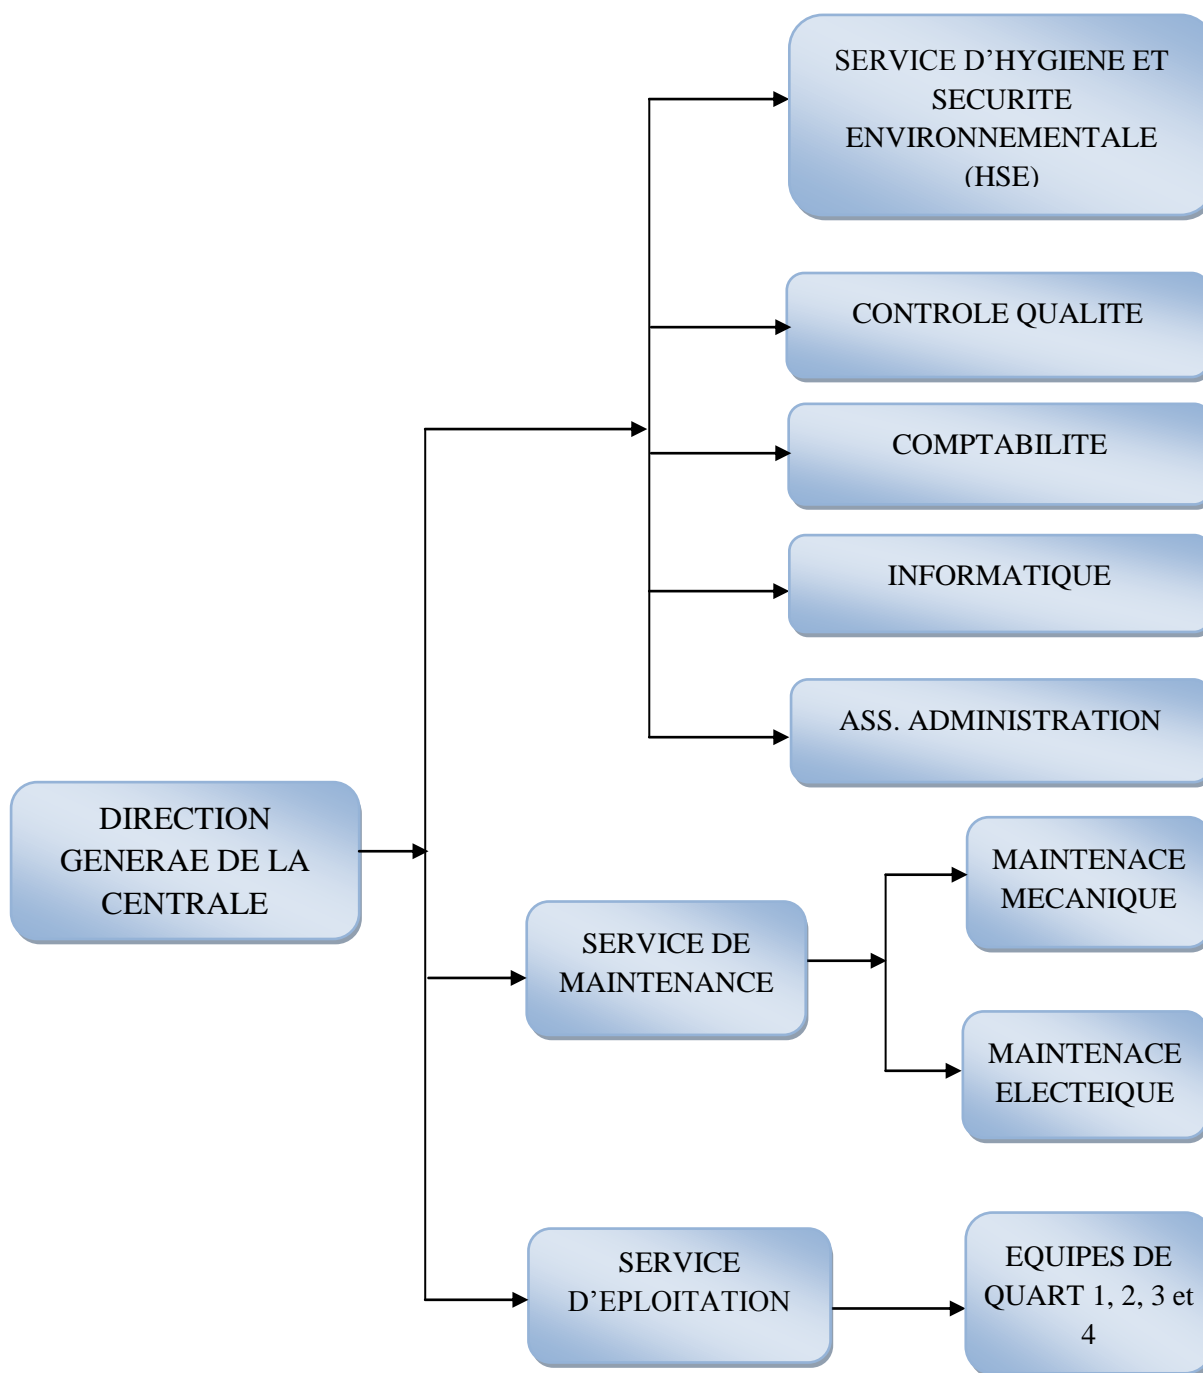 SERVICE D’HYGIENE ET
SECURITE
ENVIRONNEMENTALE
(HSE)
CONTROLE QUALITE
COMPTABILITE
INFORMATIQUE
ASS. ADMINISTRATION
DIRECTION
GENERAE DE LA
CENTRALE
SERVICE DE
MAINTENANCE
MAINTENACE
MECANIQUE
MAINTENACE
ELECTEIQUE
SERVICE
D’EPLOITATION
EQUIPES DE
QUART 1, 2, 3 et
4